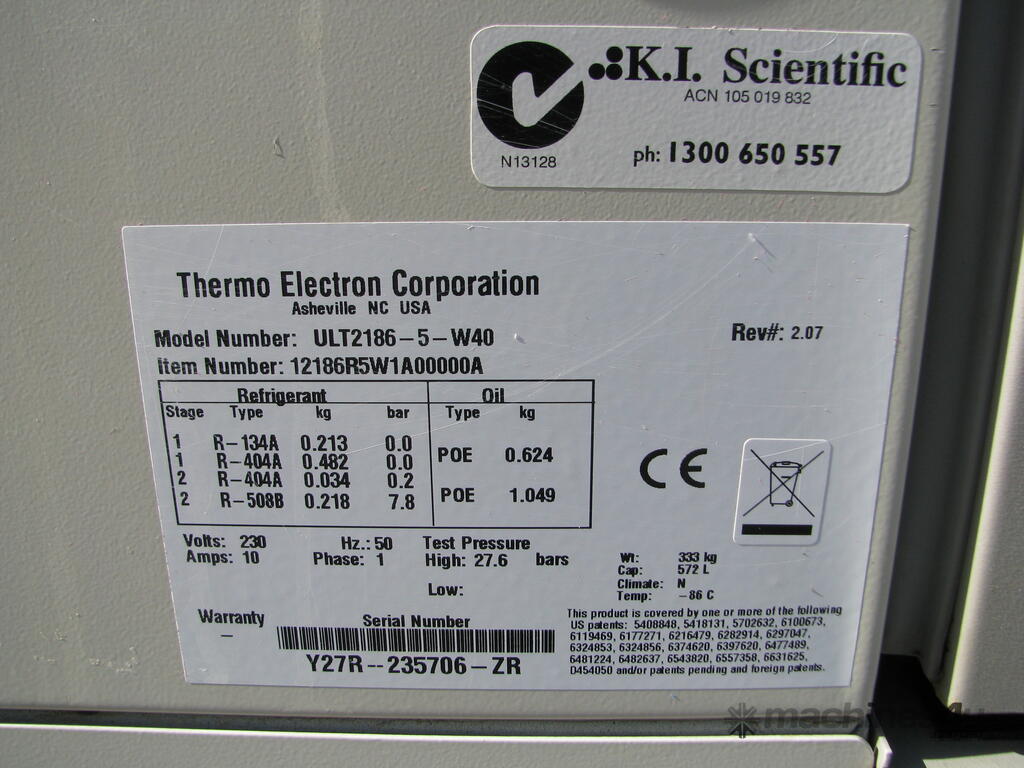 K.I. Scientific
ACN 105 019 832
N13128
ph: 1300 650 557
Thermo Electron Corporation
Asheville NC USA
Model Number: ULT2186-5-W40
Rev#: 2.07
Item Number: 12186R5W1A00000A
Refrigerant Oil
Stage Type kg bar Type kg
1 R-134A 0.213 0.0
1 R-404A 0.482 0.0 POE 0.624
2 R-404A 0.034 0.2
2 R-508B 0.218 7.8 POE 1.049
CE
Volts: 230 Hz.: 50 Test Pressure
Amps: 10 Phase: 1 High: 27.6 bars
Low:
Wt: 333 kg
Cap: 572 L
Climate: N
Temp: -86 C
Warranty
-
Serial Number
Y27R-235706-ZR
This product is covered by one or more of the following
US patents: 5408848, 5418131, 5702632, 6100673,
6119469, 6177271, 6216479, 6282914, 6297047,
6324853, 6324856, 6374620, 6397620, 6477489,
6481224, 6482637, 6543820, 6557358, 6631625,
D454050 and/or patents pending and foreign patents.
machines4u